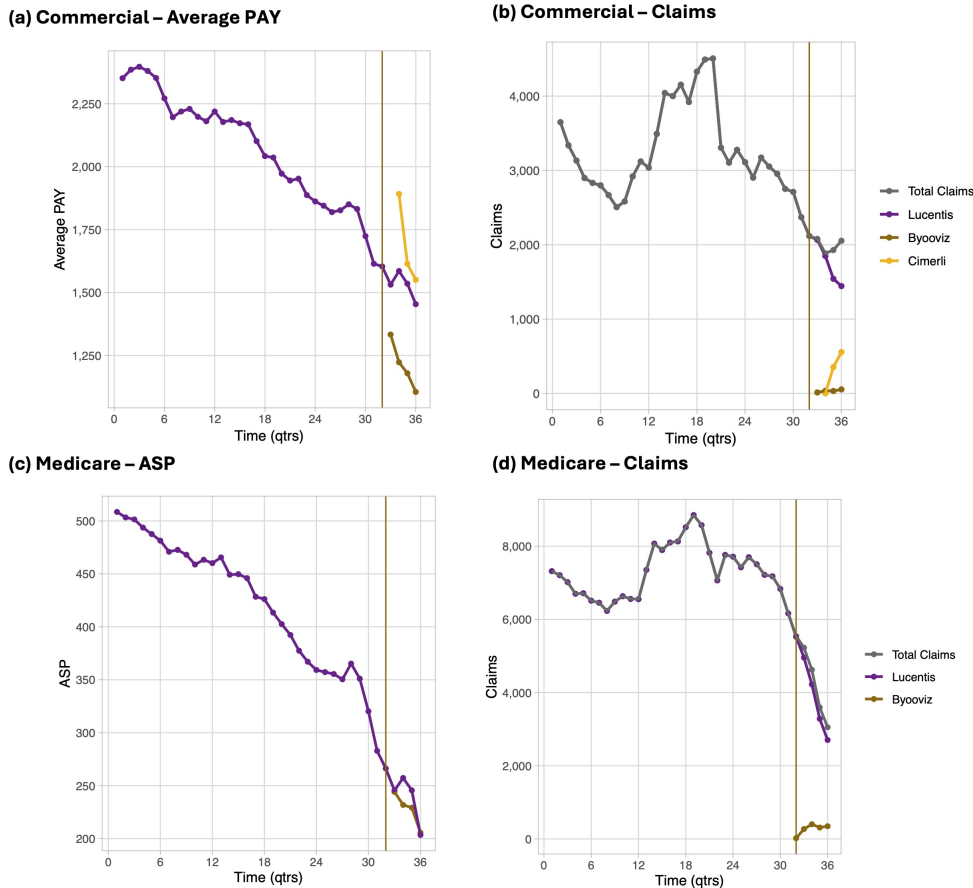 (a) Commercial – Average PAY
2,250
2,000
1,750
1,500
1,250
Average PAY
0 6 12 18 24 30 36
Time (qtrs)
(b) Commercial – Claims
4,000
3,000
2,000
1,000
0
Claims
0 6 12 18 24 30 36
Time (qtrs)
Total Claims
Lucentis
Byooviz
Cimerli
(c) Medicare – ASP
500
450
400
350
300
250
200
ASP
0 6 12 18 24 30 36
Time (qtrs)
(d) Medicare – Claims
8,000
6,000
4,000
2,000
0
Claims
0 6 12 18 24 30 36
Time (qtrs)
Total Claims
Lucentis
Byooviz